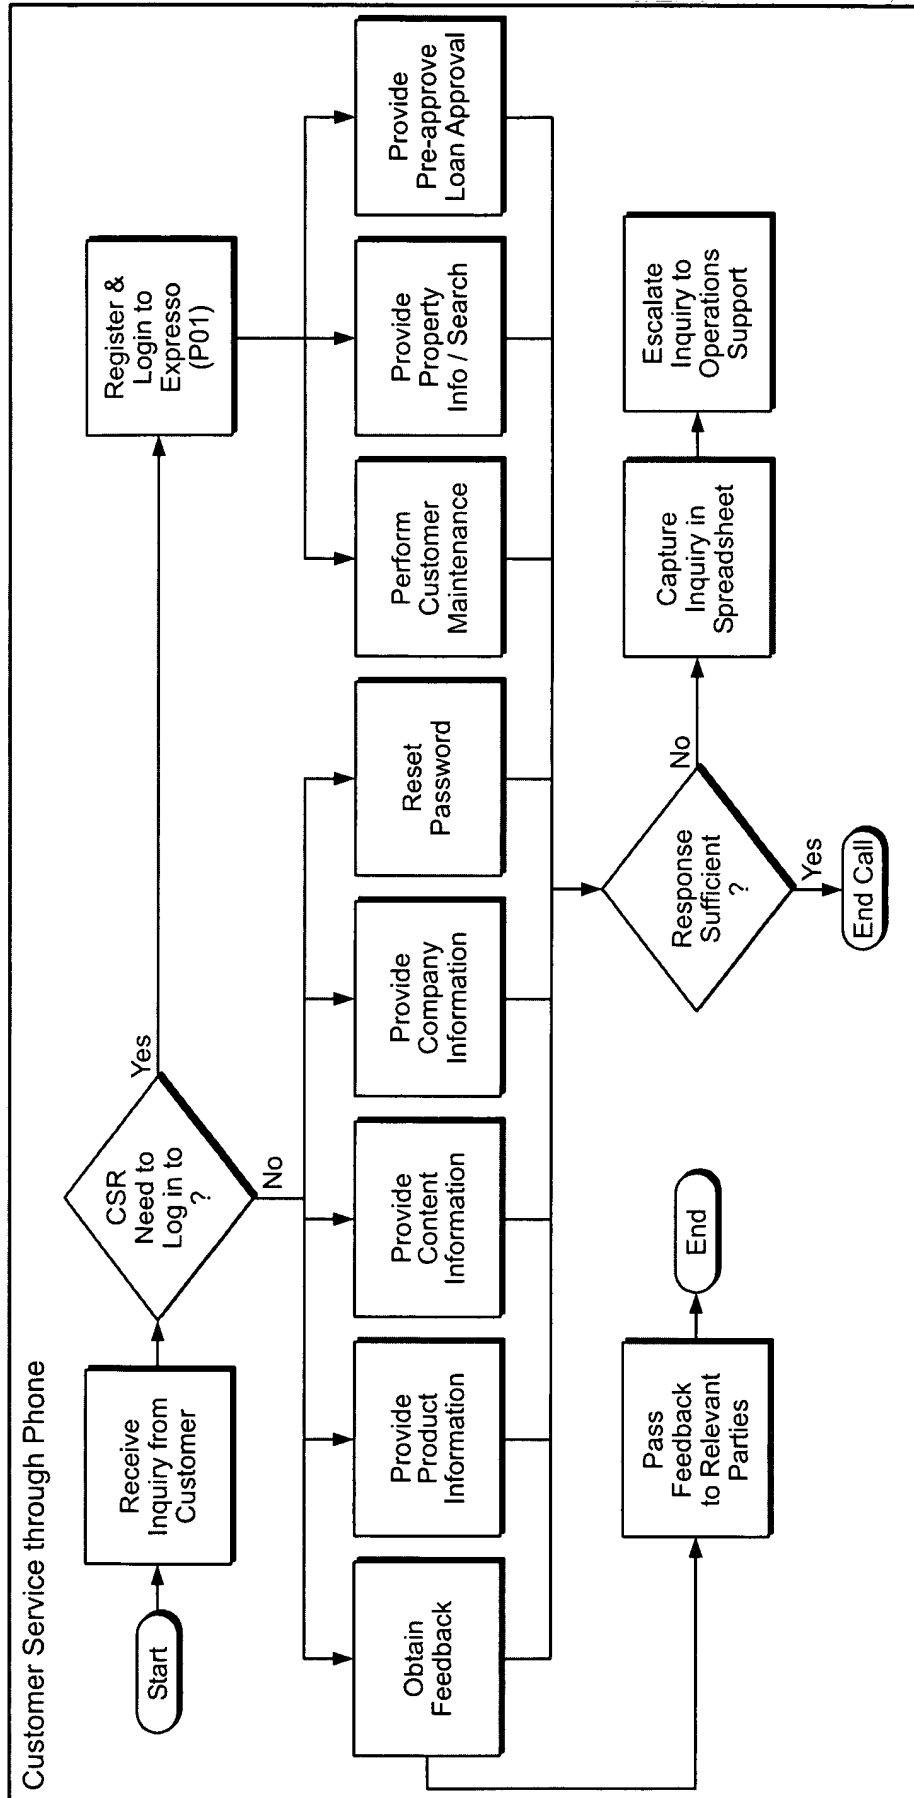 Customer Service through Phone
Start
Receive
Inquiry from
Customer
CSR
Need to
Log in to
?
Yes
No
Register &
Login to
Expresso
(P01)
Obtain
Feedback
Provide
Product
Information
Provide
Content
Information
Provide
Company
Information
Reset
Password
Perform
Customer
Maintenance
Provide
Property
Info / Search
Provide
Pre-approve
Loan Approval
Pass
Feedback
to Relevant
Parties
End
Response
Sufficient
?
No
Yes
End Call
Capture
Inquiry in
Spreadsheet
Escalate
Inquiry to
Operations
Support